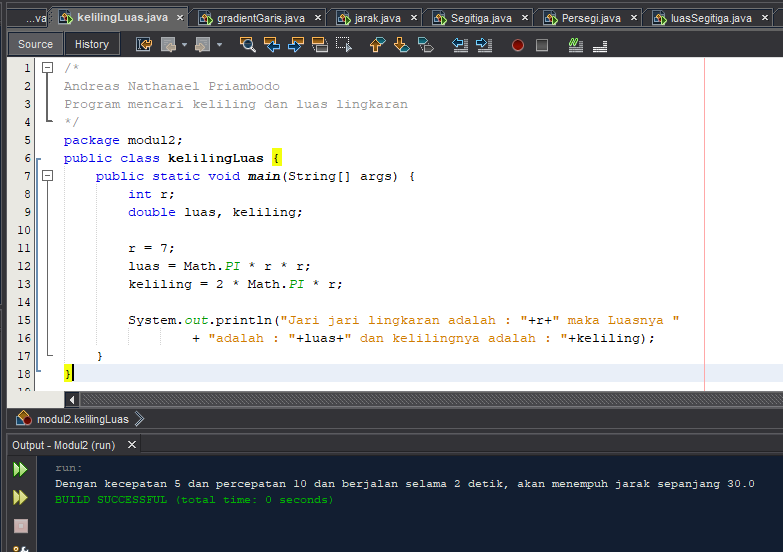 ...va kelilingLuas.java × gradientGaris.java × jarak.java × Segitiga.java × Persegi.java × luasSegitiga.java ×
Source History
1 /*
2 Andreas Nathanael Priambodo
3 Program mencari keliling dan luas lingkaran
4 */
5 package modul2;
6 public class kelilingLuas {
7 public static void main(String[] args) {
8 int r;
9 double luas, keliling;
10
11 r = 7;
12 luas = Math.PI * r * r;
13 keliling = 2 * Math.PI * r;
14
15 System.out.println("Jari jari lingkaran adalah : "+r+" maka Luasnya "
16 + "adalah : "+luas+" dan kelilingnya adalah : "+keliling);
17 }
18 }
modul2.kelilingLuas
Output - Modul2 (run) ×
run:
Dengan kecepatan 5 dan percepatan 10 dan berjalan selama 2 detik, akan menempuh jarak sepanjang 30.0
BUILD SUCCESSFUL (total time: 0 seconds)